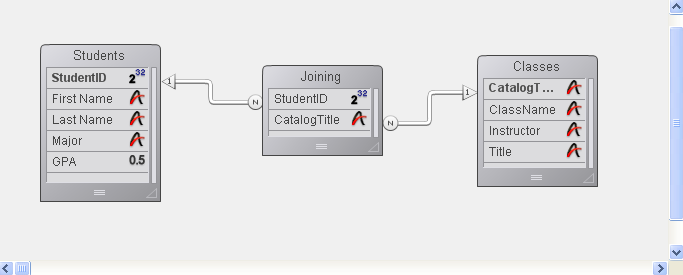 Students
StudentID 2 32
First Name
Last Name
Major
GPA 0.5
1
N
Joining
StudentID 2 32
CatalogTitle
N
1
Classes
CatalogT ...
ClassName
Instructor
Title